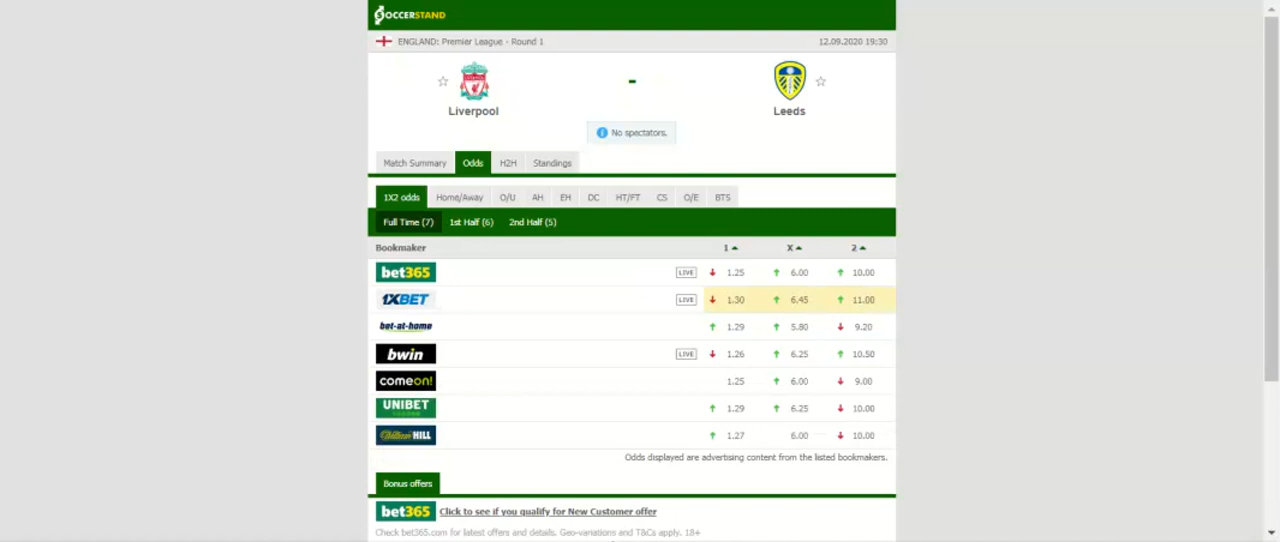 SOCCERSTAND
ENGLAND: Premier League - Round 1 12.09.2020 19:30
-
Liverpool Leeds
No spectators.
Match Summary Odds H2H Standings
1X2 odds Home/Away O/U AH EH DC HT/FT CS O/E BTS
Full Time (7) 1st Half (6) 2nd Half (5)
Bookmaker 1 X 2
bet365 LIVE 1.25 6.00 10.00
1XBET LIVE 1.30 6.45 11.00
bet-at-home 1.29 5.80 9.20
bwin LIVE 1.26 6.25 10.50
comeon! 1.25 6.00 9.00
UNIBET 1.29 6.25 10.00
William HILL 1.27 6.00 10.00
Odds displayed are advertising content from the listed bookmakers.
Bonus offers
bet365 Click to see if you qualify for New Customer offer
Check bet365.com for latest offers and details. Geo-variations and T&Cs apply. 18+